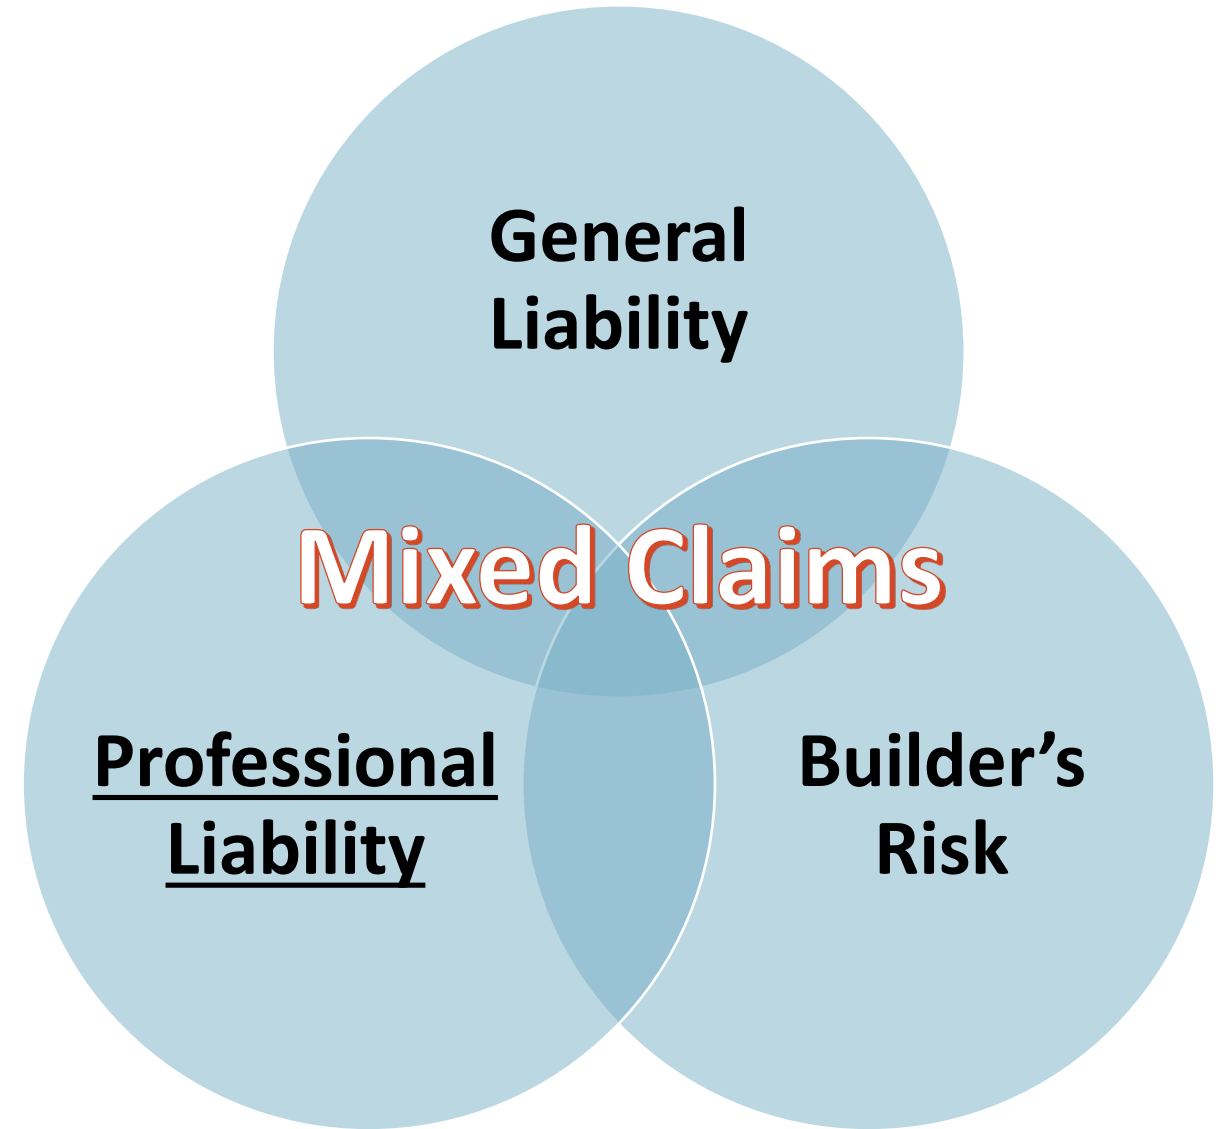 General
Liability
Mixed Claims
Professional
Liability
Builder’s
Risk